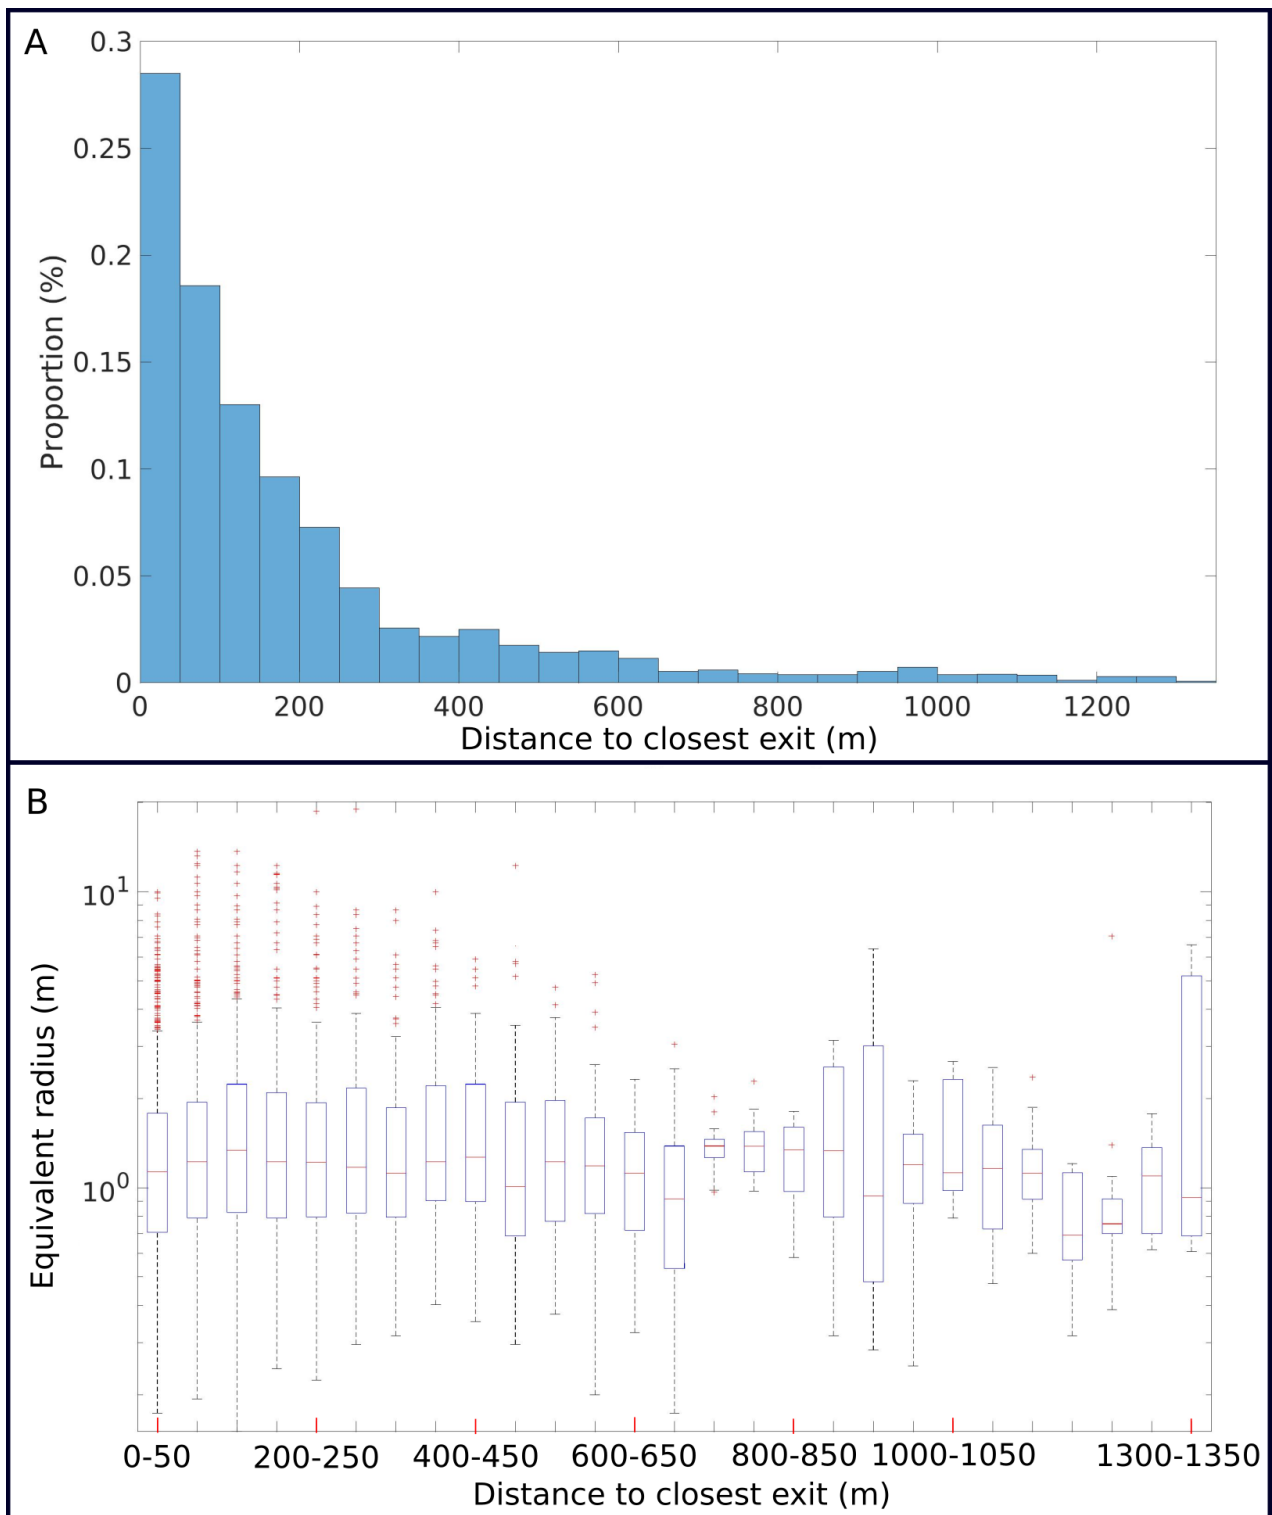 A
0.3
0.25
0.2
0.15
0.1
0.05
0
Proportion (%)
0 200 400 600 800 1000 1200
Distance to closest exit (m)
B
10^1
10^0
Equivalent radius (m)
0-50 200-250 400-450 600-650 800-850 1000-1050 1300-1350
Distance to closest exit (m)